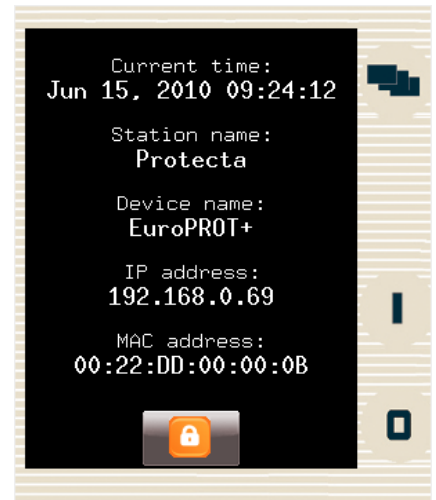 Current time:
Jun 15, 2010 09:24:12
Station name:
Protecta
Device name:
EuroPROT+
IP address:
192.168.0.69
MAC address:
00:22:DD:00:00:0B
I
O